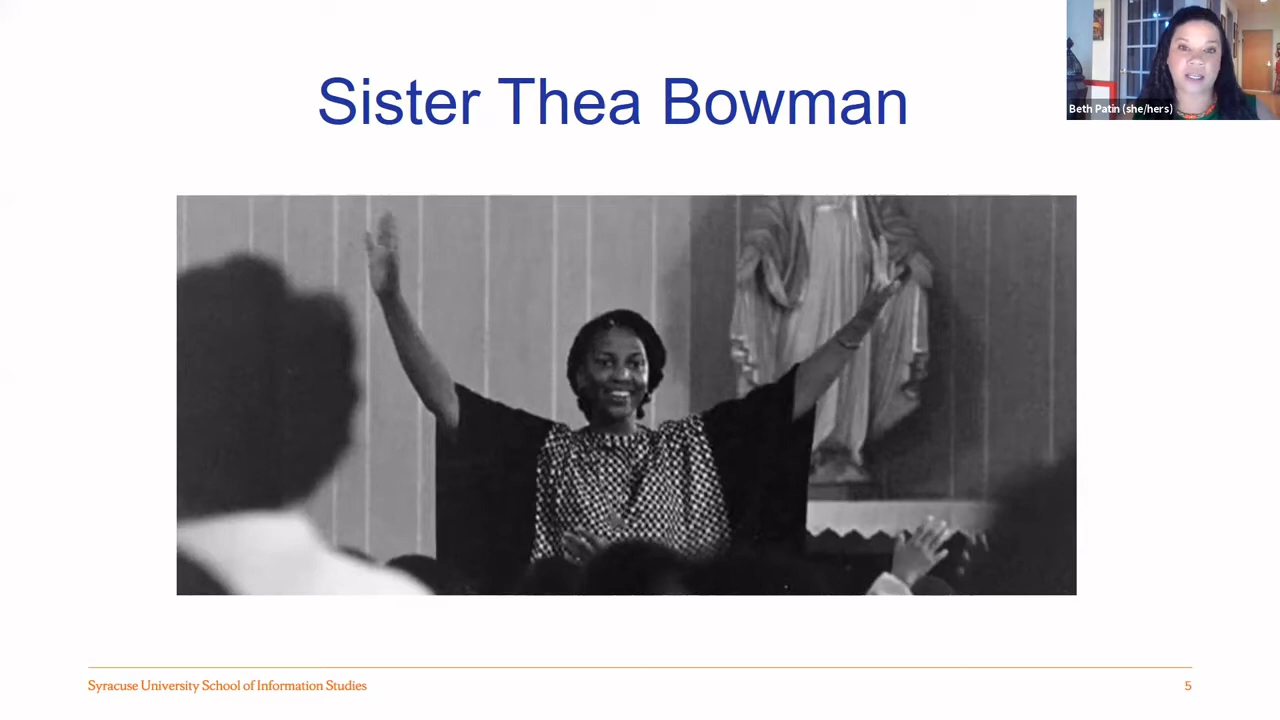 Sister Thea Bowman
Beth Patin (she/hers)
Syracuse University School of Information Studies
5